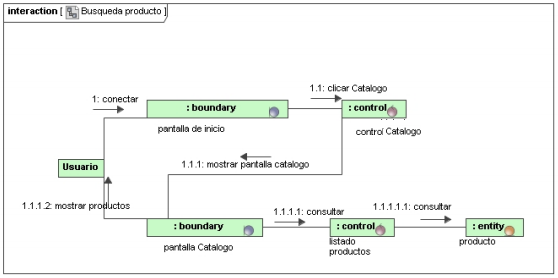 interaction [ Busqueda producto ]
1: conectar
1.1: clicar Catalogo
: boundary
: control
pantalla de inicio
control Catalogo
1.1.1: mostrar pantalla catalogo
Usuario
1.1.1.2: mostrar productos
1.1.1.1: consultar
1.1.1.1.1: consultar
: boundary
: control
: entity
pantalla Catalogo
listado
productos
producto